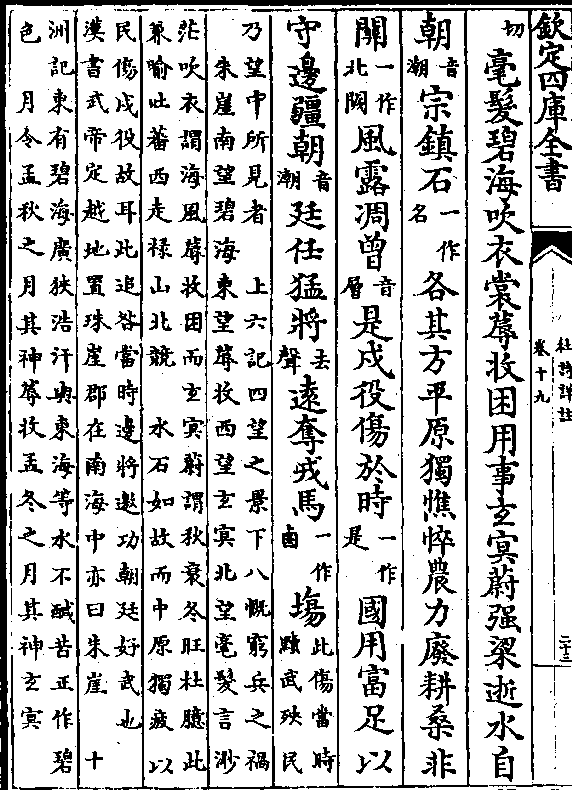 欽定四庫全書
杜詩詳註
卷十九
二十三
切毫髮碧海吹衣裳蓐收困用事玄冥蔚强梁逝水自
朝音潮宗鎮石一作名各其方平原獨憔悴農力廢耕桑非
關一作北闕風露凋曾音層是戍役傷於時一作是國用富足以
守邊疆朝音潮廷任猛將去聲遠奪戎馬一作鹵場此傷當時黷武殃民
乃望中所見者　上六記四望之景下八慨窮兵之禍
朱崖南望碧海東望蓐收西望玄冥北望毫髮言渺
茫吹衣謂海風蓐收困而玄冥蔚謂秋衰冬旺杜臆此
兼喻吐蕃西走禄山北競　水石如故而中原獨疲以
民傷戍役故耳此追咎當時邊將邀功朝廷好武也
漢書武帝定越地置珠崖郡在南海中亦曰朱崖　十
洲記東有碧海廣狹浩汗與東海等水不鹹苦正作碧
色　月令孟秋之月其神蓐收孟冬之月其神玄冥